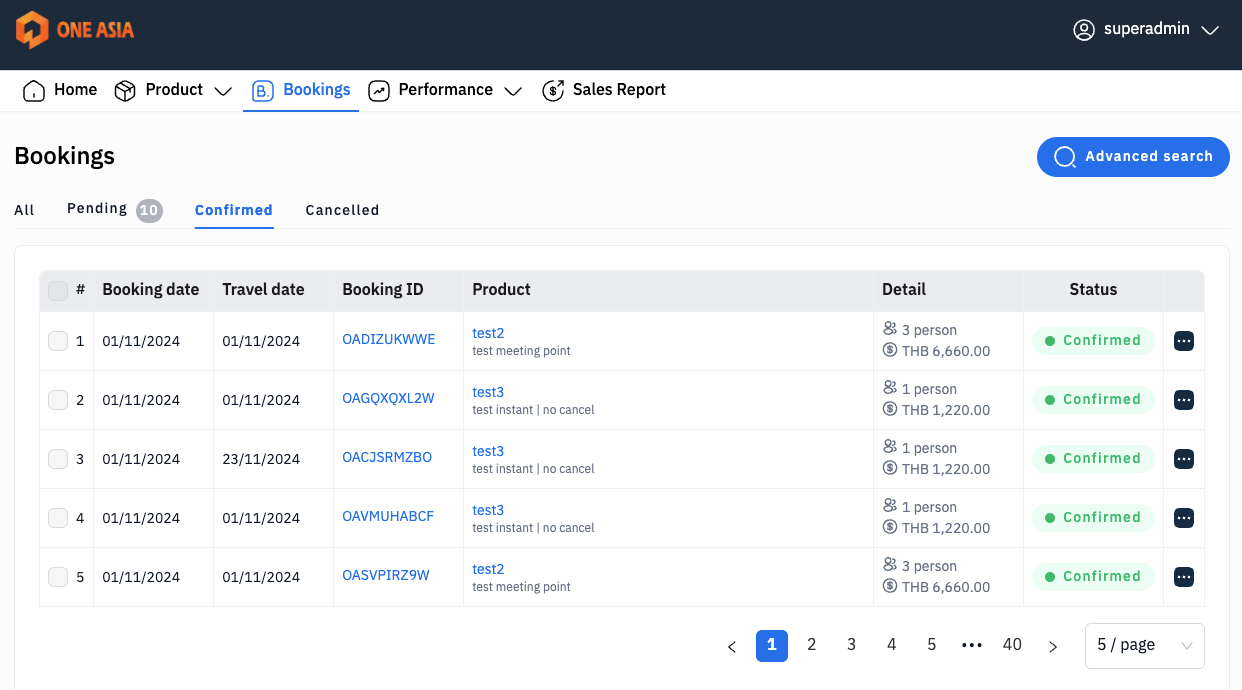 ONE ASIA
superadmin
Home Product Bookings Performance Sales Report
Bookings
Advanced search
All Pending 10 Confirmed Cancelled
# Booking date Travel date Booking ID Product Detail Status
1 01/11/2024 01/11/2024 OADIZUKWWE test2 3 person Confirmed
test meeting point THB 6,660.00
2 01/11/2024 01/11/2024 OAGQXQXL2W test3 1 person Confirmed
test instant | no cancel THB 1,220.00
3 01/11/2024 23/11/2024 OACJSRMZBO test3 1 person Confirmed
test instant | no cancel THB 1,220.00
4 01/11/2024 01/11/2024 OAVMUHABCF test3 1 person Confirmed
test instant | no cancel THB 1,220.00
5 01/11/2024 01/11/2024 OASVPIRZ9W test2 3 person Confirmed
test meeting point THB 6,660.00
< 1 2 3 4 5 ••• 40 > 5 / page